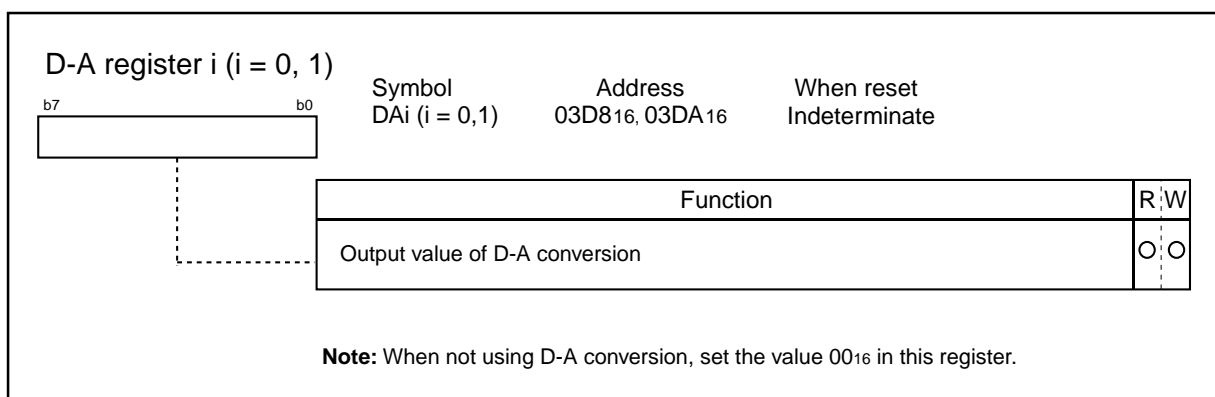 D-A register i (i = 0, 1)
b7 b0
Symbol Address When reset
DAi (i = 0,1) 03D816, 03DA16 Indeterminate
Function R W
Output value of D-A conversion O O
Note: When not using D-A conversion, set the value 0016 in this register.